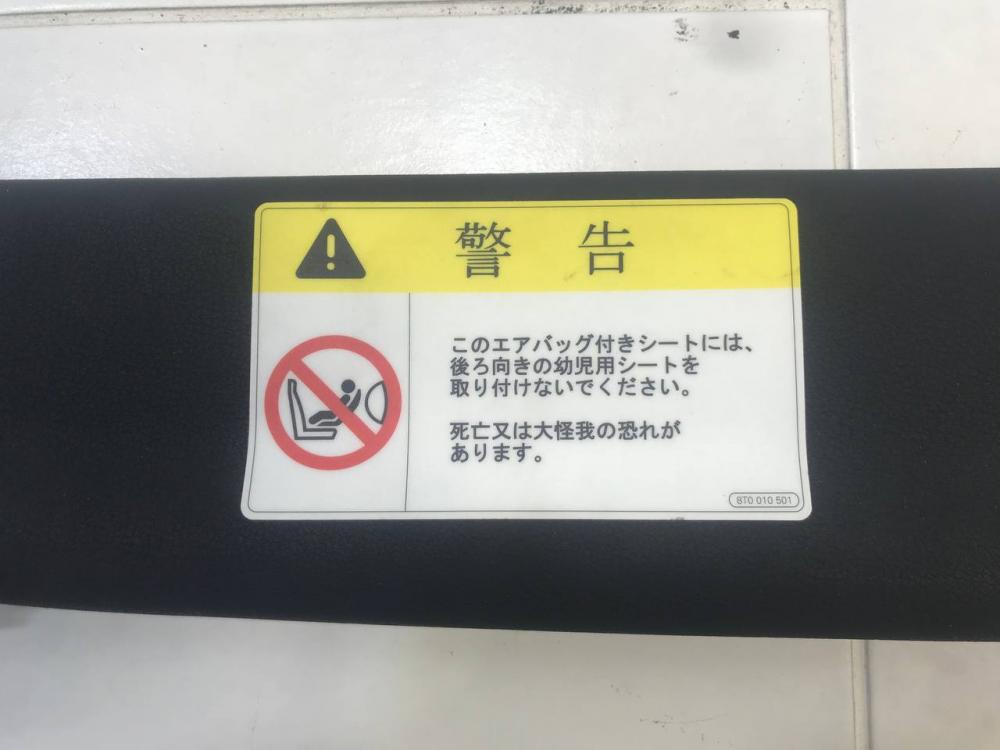 警告
このエアバッグ付きシートには、
後ろ向きの幼児用シートを
取り付けないでください。
死亡又は大怪我の恐れが
あります。
8T0 010 501